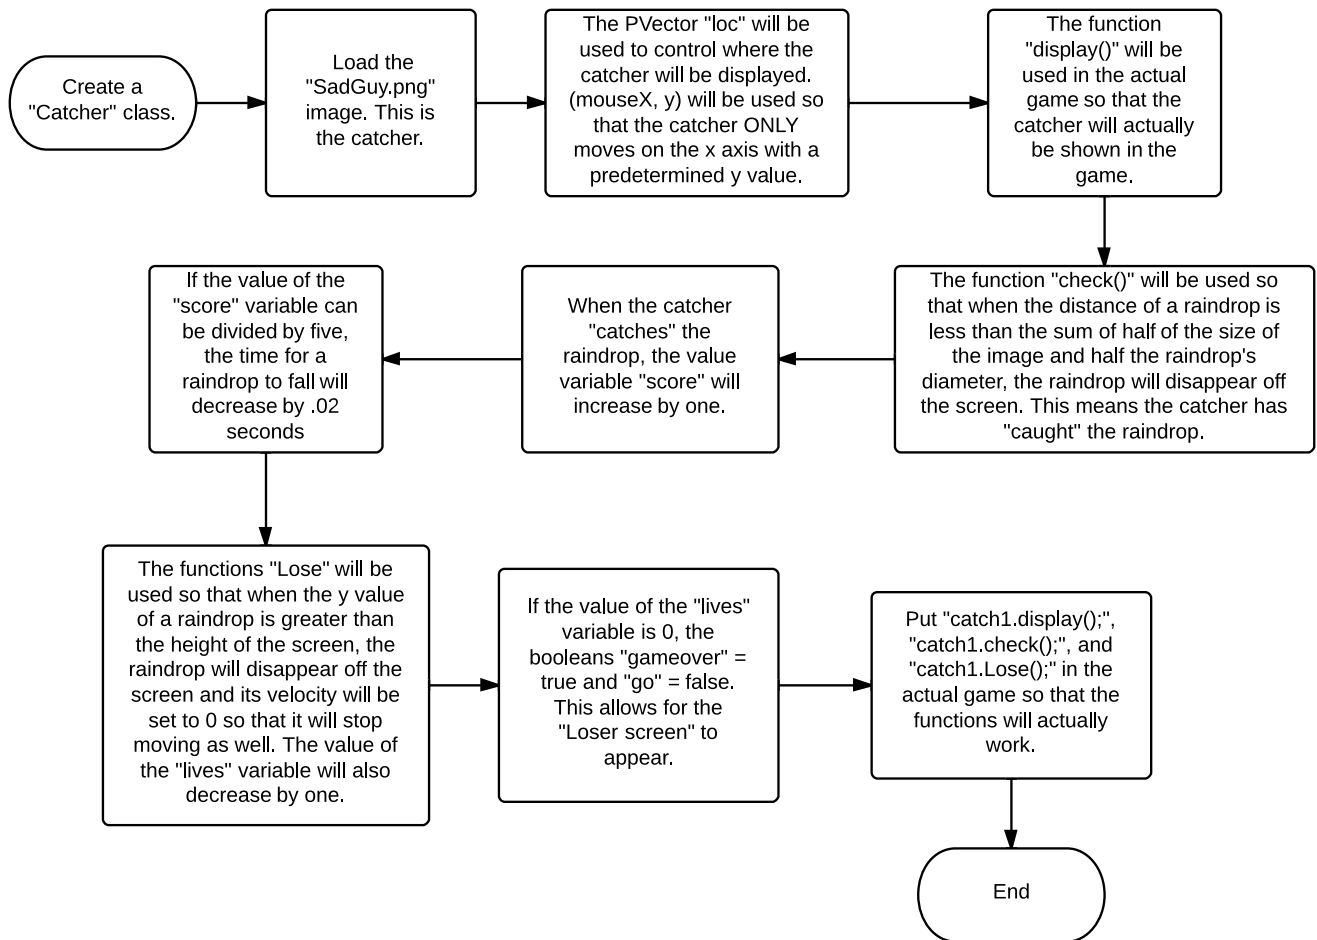 Create a
"Catcher" class.
Load the
"SadGuy.png"
image. This is
the catcher.
The PVector "loc" will be
used to control where the
catcher will be displayed.
(mouseX, y) will be used so
that the catcher ONLY
moves on the x axis with a
predetermined y value.
The function
"display()" will be
used in the actual
game so that the
catcher will actually
be shown in the
game.
The function "check()" will be used so
that when the distance of a raindrop is
less than the sum of half of the size of
the image and half the raindrop's
diameter, the raindrop will disappear off
the screen. This means the catcher has
"caught" the raindrop.
When the catcher
"catches" the
raindrop, the value
variable "score" will
increase by one.
If the value of the
"score" variable can
be divided by five,
the time for a
raindrop to fall will
decrease by .02
seconds
The functions "Lose" will be
used so that when the y value
of a raindrop is greater than
the height of the screen, the
raindrop will disappear off the
screen and its velocity will be
set to 0 so that it will stop
moving as well. The value of
the "lives" variable will also
decrease by one.
If the value of the "lives"
variable is 0, the
booleans "gameover" =
true and "go" = false.
This allows for the
"Loser screen" to
appear.
Put "catch1.display();",
"catch1.check();", and
"catch1.Lose();" in the
actual game so that the
functions will actually
work.
End